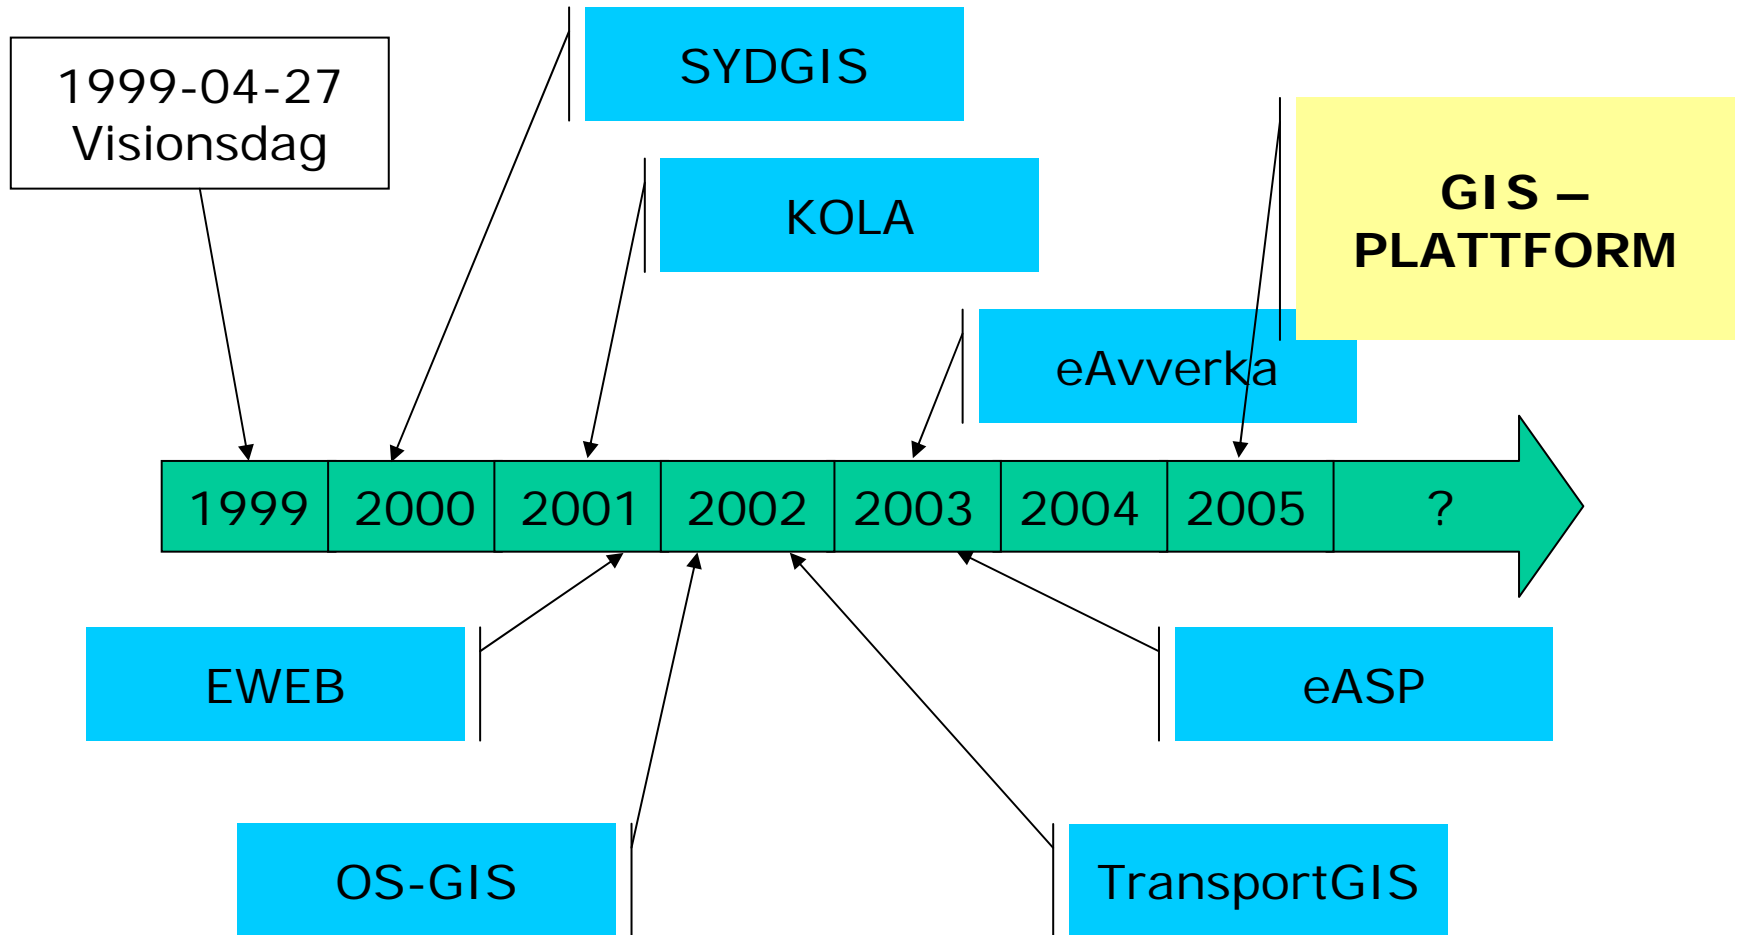 1999-04-27
Visionsdag
SYDGIS
KOLA
GIS –
PLATTFORM
eAvverka
1999 2000 2001 2002 2003 2004 2005 ?
EWEB
eASP
OS-GIS
TransportGIS